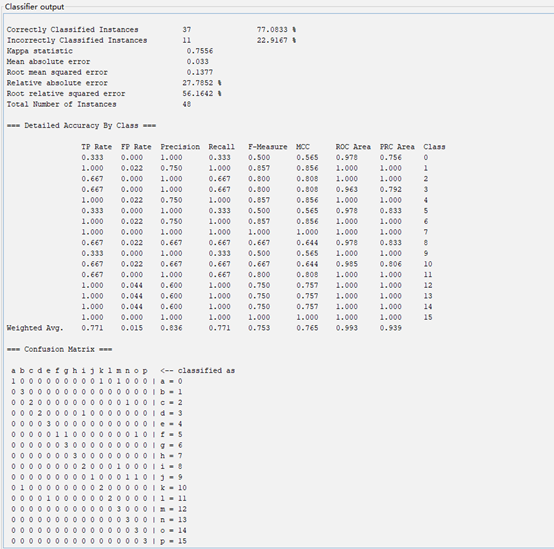 Classifier output
Correctly Classified Instances 37 77.0833 %
Incorrectly Classified Instances 11 22.9167 %
Kappa statistic 0.7556
Mean absolute error 0.033
Root mean squared error 0.1377
Relative absolute error 27.7852 %
Root relative squared error 56.1642 %
Total Number of Instances 48
=== Detailed Accuracy By Class ===
TP Rate FP Rate Precision Recall F-Measure MCC ROC Area PRC Area Class
0.333 0.000 1.000 0.333 0.500 0.565 0.978 0.756 0
1.000 0.022 0.750 1.000 0.857 0.856 1.000 1.000 1
0.667 0.000 1.000 0.667 0.800 0.808 1.000 1.000 2
0.667 0.000 1.000 0.667 0.800 0.808 0.963 0.792 3
1.000 0.022 0.750 1.000 0.857 0.856 1.000 1.000 4
0.333 0.000 1.000 0.333 0.500 0.565 0.978 0.833 5
1.000 0.022 0.750 1.000 0.857 0.856 1.000 1.000 6
1.000 0.000 1.000 1.000 1.000 1.000 1.000 1.000 7
0.667 0.022 0.667 0.667 0.667 0.644 0.978 0.833 8
0.333 0.000 1.000 0.333 0.500 0.565 1.000 1.000 9
0.667 0.022 0.667 0.667 0.667 0.644 0.985 0.806 10
0.667 0.000 1.000 0.667 0.800 0.808 1.000 1.000 11
1.000 0.044 0.600 1.000 0.750 0.757 1.000 1.000 12
1.000 0.044 0.600 1.000 0.750 0.757 1.000 1.000 13
1.000 0.044 0.600 1.000 0.750 0.757 1.000 1.000 14
1.000 0.000 1.000 1.000 1.000 1.000 1.000 1.000 15
Weighted Avg. 0.771 0.015 0.836 0.771 0.753 0.765 0.993 0.939
=== Confusion Matrix ===
a b c d e f g h i j k l m n o p <-- classified as
1 0 0 0 0 0 0 0 0 0 1 0 1 0 0 0 | a = 0
0 3 0 0 0 0 0 0 0 0 0 0 0 0 0 0 | b = 1
0 0 2 0 0 0 0 0 0 0 0 0 0 1 0 0 | c = 2
0 0 0 2 0 0 0 0 1 0 0 0 0 0 0 0 | d = 3
0 0 0 0 3 0 0 0 0 0 0 0 0 0 0 0 | e = 4
0 0 0 0 0 1 1 0 0 0 0 0 0 0 1 0 | f = 5
0 0 0 0 0 0 3 0 0 0 0 0 0 0 0 0 | g = 6
0 0 0 0 0 0 0 3 0 0 0 0 0 0 0 0 | h = 7
0 0 0 0 0 0 0 0 2 0 0 0 1 0 0 0 | i = 8
0 0 0 0 0 0 0 0 0 1 0 0 0 1 1 0 | j = 9
0 1 0 0 0 0 0 0 0 0 2 0 0 0 0 0 | k = 10
0 0 0 0 1 0 0 0 0 0 0 2 0 0 0 0 | l = 11
0 0 0 0 0 0 0 0 0 0 0 0 3 0 0 0 | m = 12
0 0 0 0 0 0 0 0 0 0 0 0 0 3 0 0 | n = 13
0 0 0 0 0 0 0 0 0 0 0 0 0 0 3 0 | o = 14
0 0 0 0 0 0 0 0 0 0 0 0 0 0 0 3 | p = 15